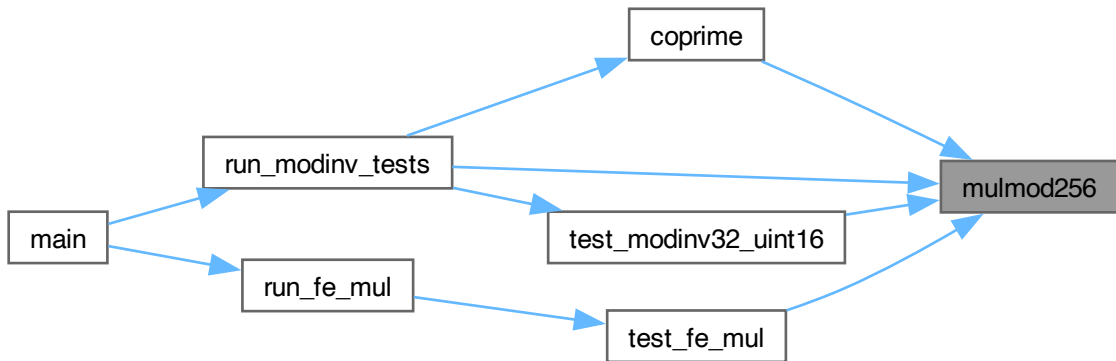 coprime
run_modinv_tests
mulmod256
main
test_modinv32_uint16
run_fe_mul
test_fe_mul